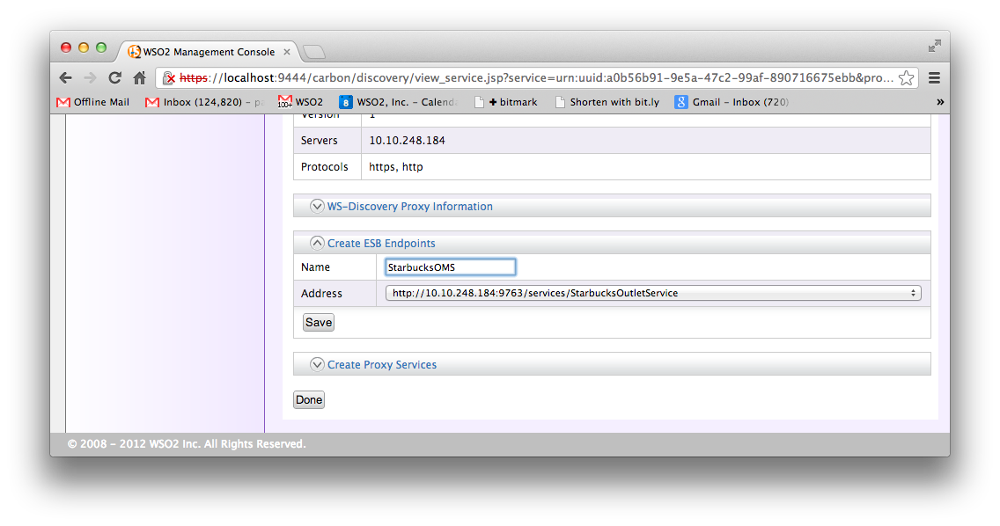 WSO2 Management Console
https://localhost:9444/carbon/discovery/view_service.jsp?service=urn:uuid:a0b56b91-9e5a-47c2-99af-890716675ebb&pro...
Offline Mail Inbox (124,820) – p 100+ WSO2 8 WSO2, Inc. – Calend + bitmark Shorten with bit.ly 8 Gmail – Inbox (720) »
Version 1
Servers 10.10.248.184
Protocols https, http
WS-Discovery Proxy Information
Create ESB Endpoints
Name StarbucksOMS
Address http://10.10.248.184:9763/services/StarbucksOutletService
Save
Create Proxy Services
Done
© 2008 – 2012 WSO2 Inc. All Rights Reserved.